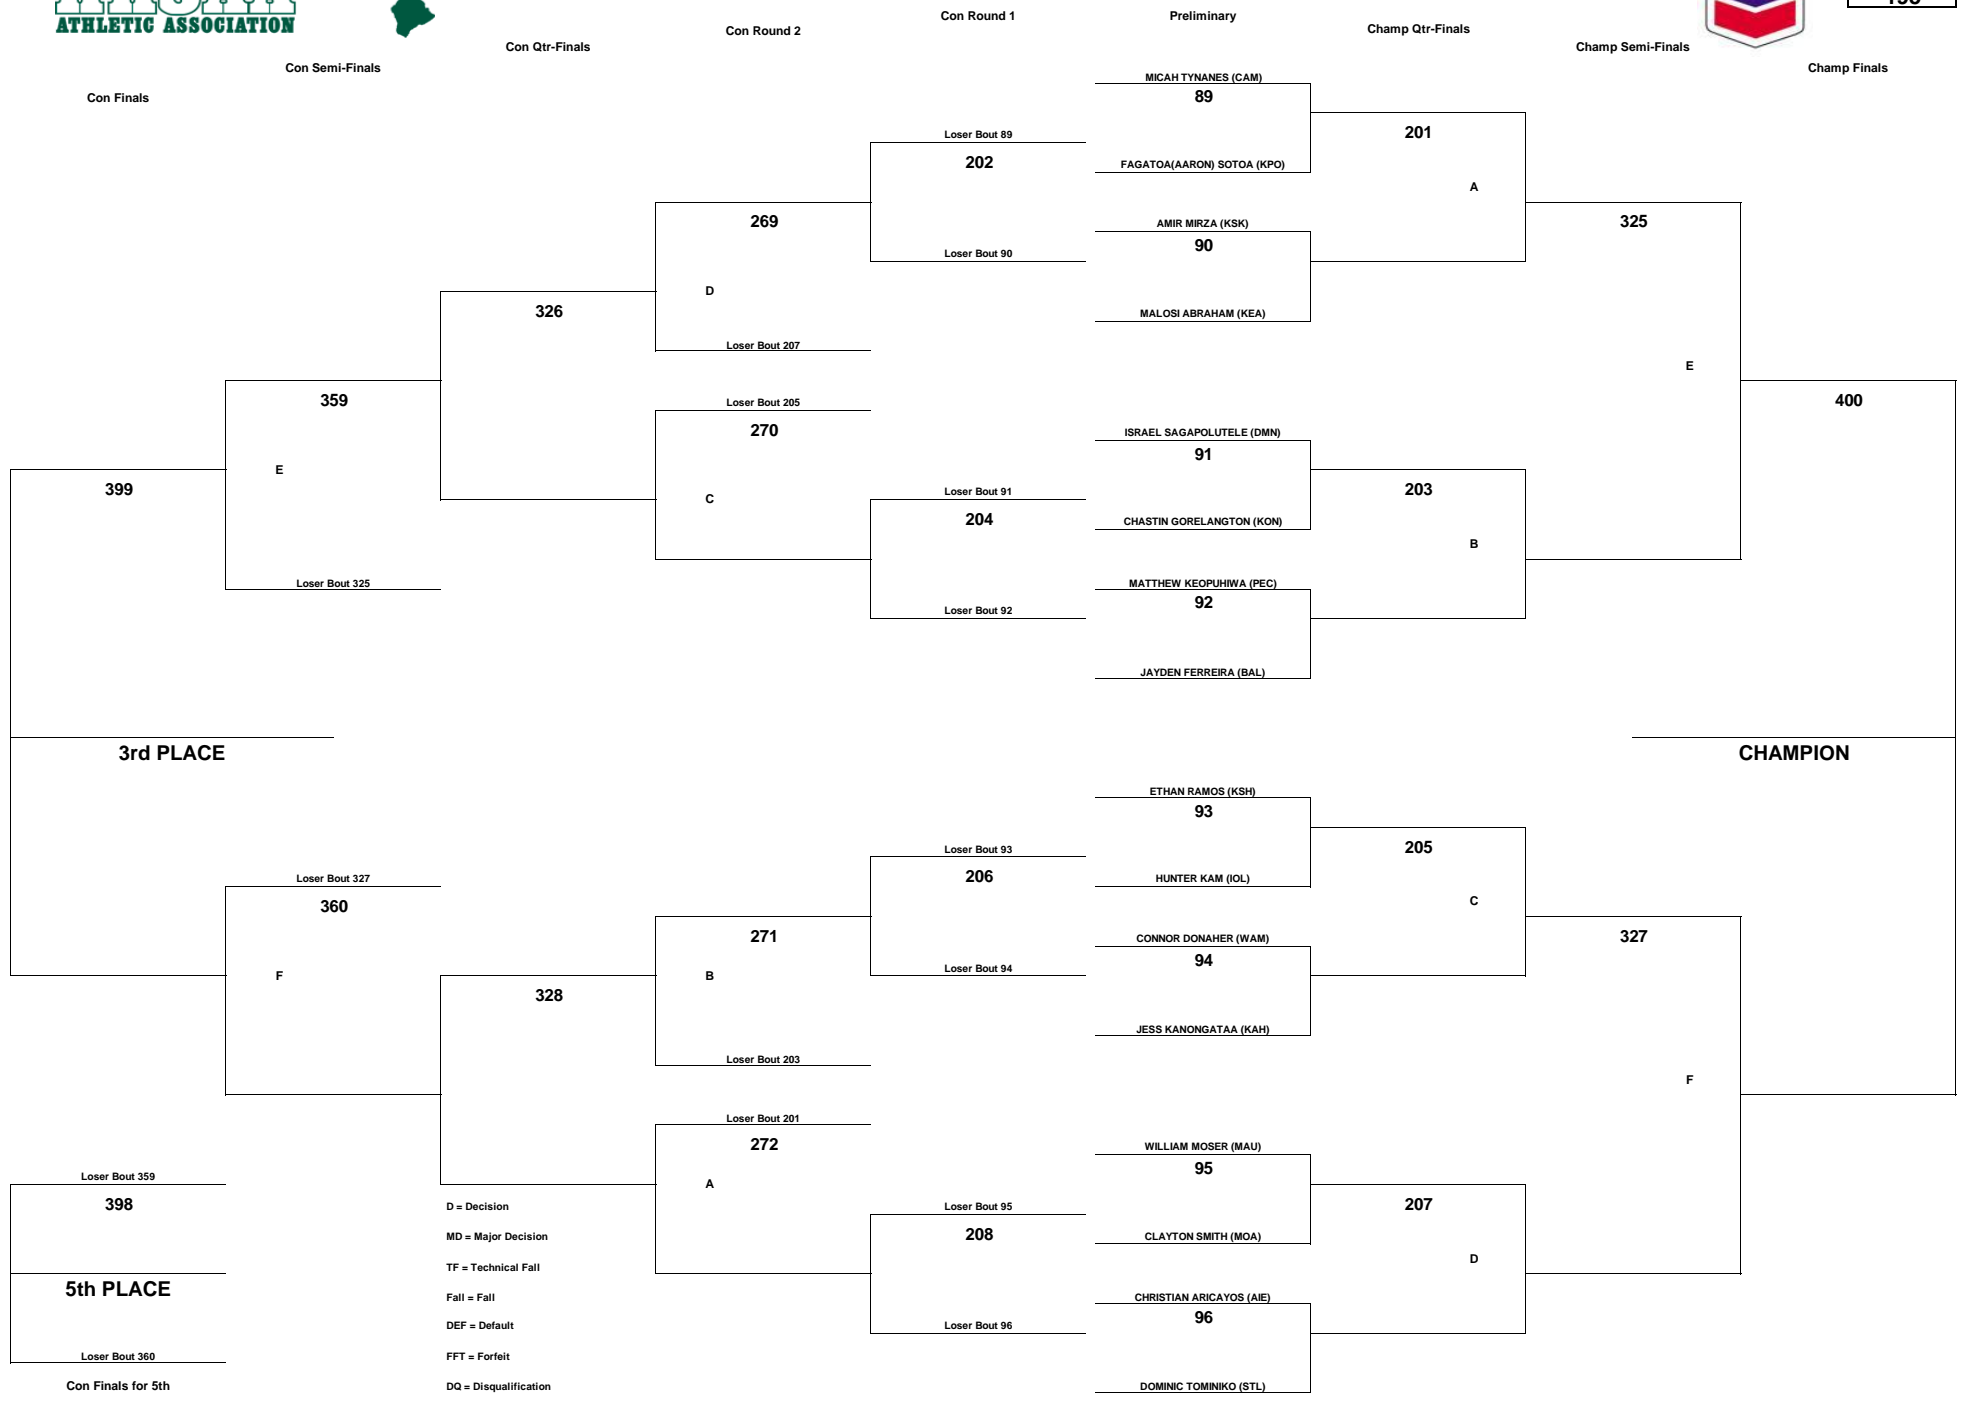 ATHLETIC ASSOCIATION
Con Finals
Con Semi-Finals
Con Qtr-Finals
Con Round 2
Con Round 1
Preliminary
Champ Qtr-Finals
Champ Semi-Finals
Champ Finals
MICAH TYNANES (CAM)
89
FAGATOA(AARON) SOTOA (KPO)
AMIR MIRZA (KSK)
90
MALOSI ABRAHAM (KEA)
ISRAEL SAGAPOLUTELE (DMN)
91
CHASTIN GORELANGTON (KON)
MATTHEW KEOPUHIWA (PEC)
92
JAYDEN FERREIRA (BAL)
ETHAN RAMOS (KSH)
93
HUNTER KAM (IOL)
CONNOR DONAHER (WAM)
94
JESS KANONGATAA (KAH)
WILLIAM MOSER (MAU)
95
CLAYTON SMITH (MOA)
CHRISTIAN ARICAYOS (AIE)
96
DOMINIC TOMINIKO (STL)
201
A
203
B
205
C
207
D
325
E
327
F
400
CHAMPION
Loser Bout 89
202
Loser Bout 90
Loser Bout 91
204
Loser Bout 92
Loser Bout 93
206
Loser Bout 94
Loser Bout 95
208
Loser Bout 96
269
D
Loser Bout 207
Loser Bout 205
270
C
271
B
Loser Bout 203
Loser Bout 201
272
A
326
328
359
E
Loser Bout 325
Loser Bout 327
360
F
399
3rd PLACE
Loser Bout 359
398
5th PLACE
Loser Bout 360
Con Finals for 5th
D = Decision
MD = Major Decision
TF = Technical Fall
Fall = Fall
DEF = Default
FFT = Forfeit
DQ = Disqualification